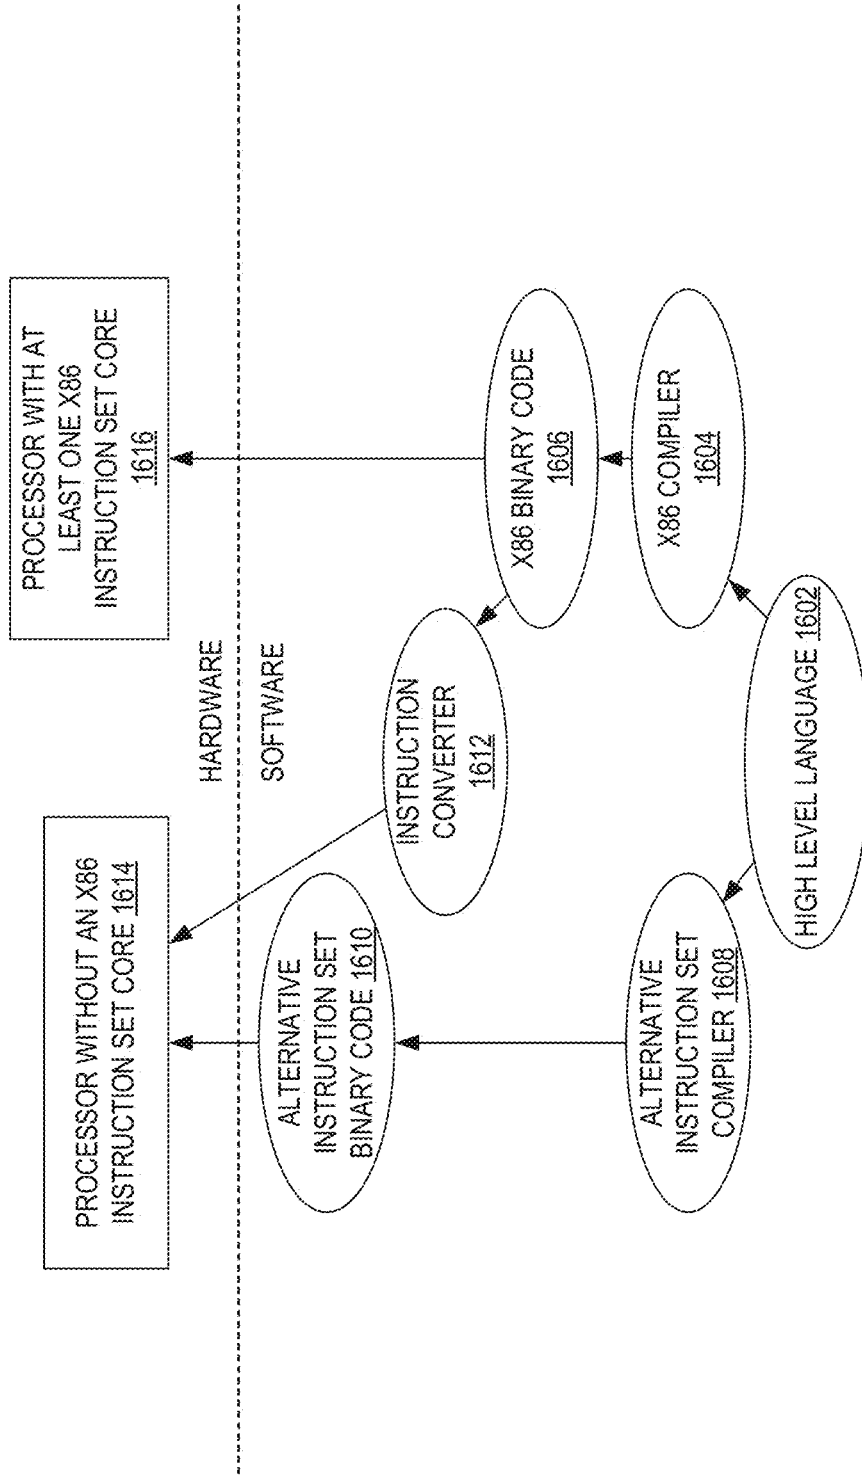 PROCESSOR WITHOUT AN X86
INSTRUCTION SET CORE 1614
PROCESSOR WITH AT
LEAST ONE X86
INSTRUCTION SET CORE
1616
HARDWARE
SOFTWARE
ALTERNATIVE
INSTRUCTION SET
BINARY CODE 1610
INSTRUCTION
CONVERTER
1612
X86 BINARY CODE
1606
ALTERNATIVE
INSTRUCTION SET
COMPILER 1608
X86 COMPILER
1604
HIGH LEVEL LANGUAGE 1602